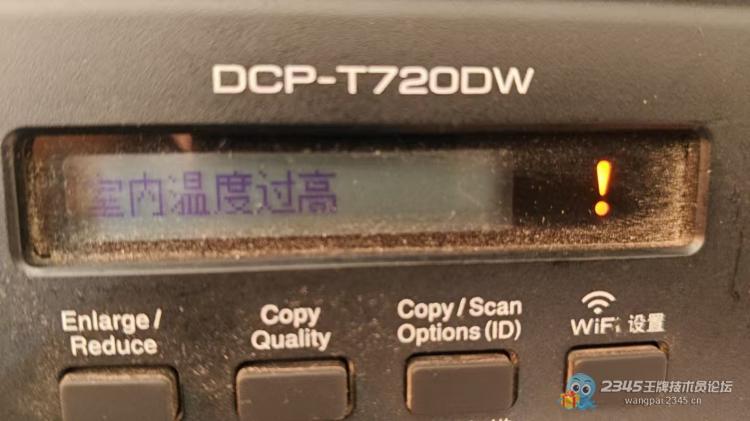 DCP-T720DW
室内温度过高
!
Enlarge/
Reduce
Copy
Quality
Copy/Scan
Options(ID)
WiFi 设置
2345王牌技术员论坛
wangpai.2345.cn